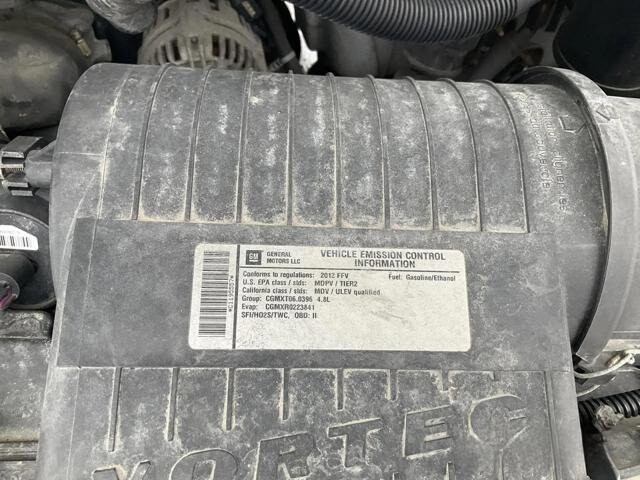 GM
GENERAL MOTORS LLC
VEHICLE EMISSION CONTROL INFORMATION
Conforms to regulations: 2012 FFV Fuel: Gasoline/Ethanol
U.S. EPA class / stds: MDPV / TIER2
California class / stds: MDV / ULEV qualified
Group: CGMXT06.0396 4.8L
Evap: CGMXR0223841
SFI/HO2S/TWC, OBD: II
VORTEC